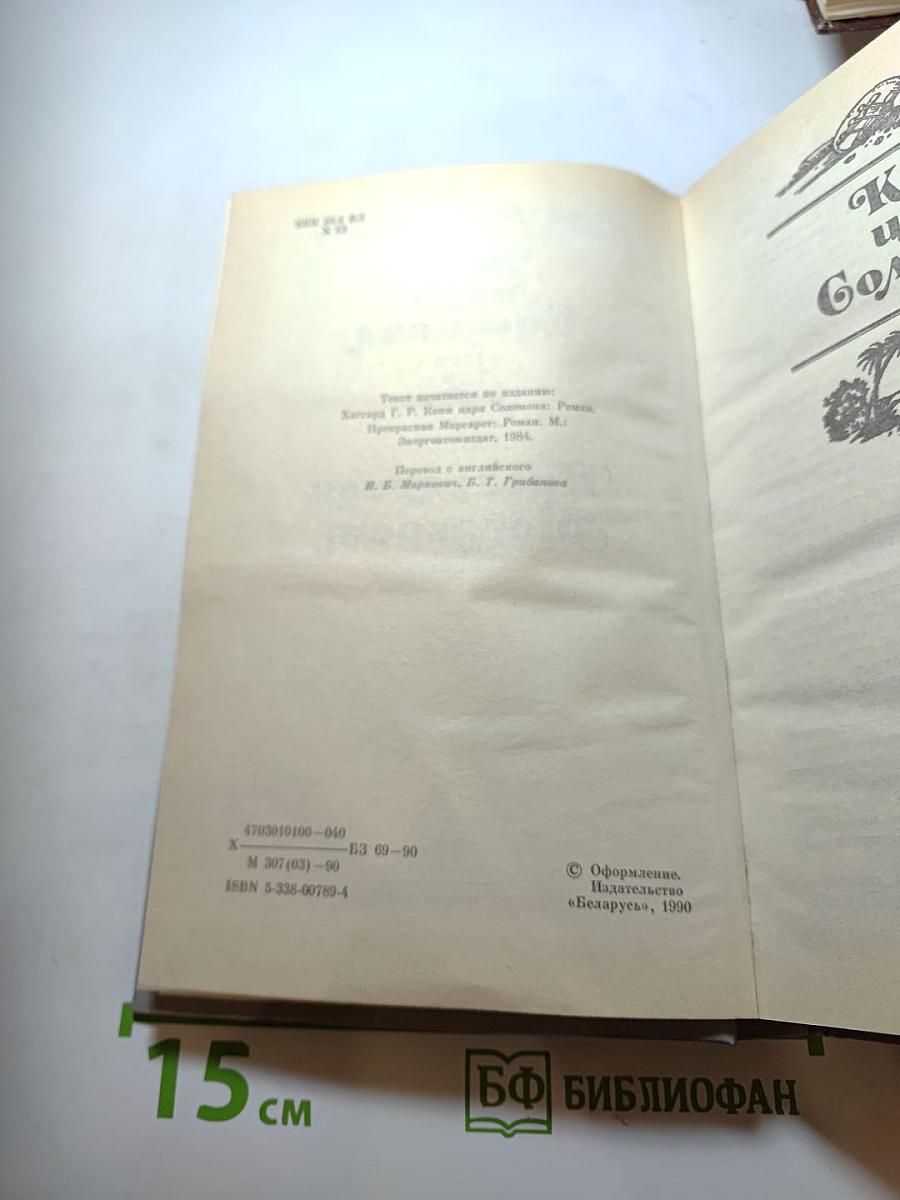 Х
Текст печатается по изданию:
Хаггард Г. Р. Копи царя Соломона: Роман.
Прекрасная Маргарет: Роман. М.:
Энергоатомиздат, 1984.
Перевод с английского
Н. Б. Маркович, Б. Т. Грибанова
4703010100—040
Х БЗ 69—90
М 307(03)—90
ISBN 5-338-00789-4
© Оформление.
Издательство
«Беларусь», 1990
К
ц
Сол
15 см
БФ БИБЛИОФАН